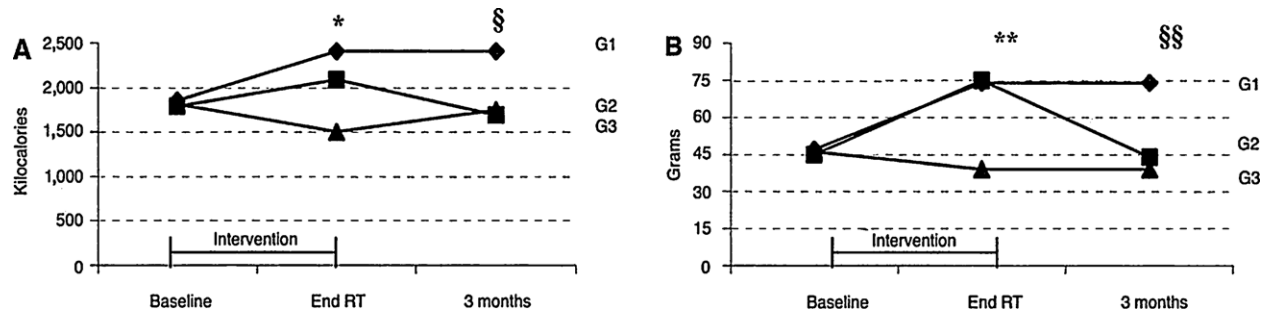 A
*
§
2,500
2,000
1,500
1,000
500
0
Kilocalories
G1
G2
G3
Intervention
Baseline
End RT
3 months
B
**
§§
90
75
60
45
30
15
0
Grams
G1
G2
G3
Intervention
Baseline
End RT
3 months